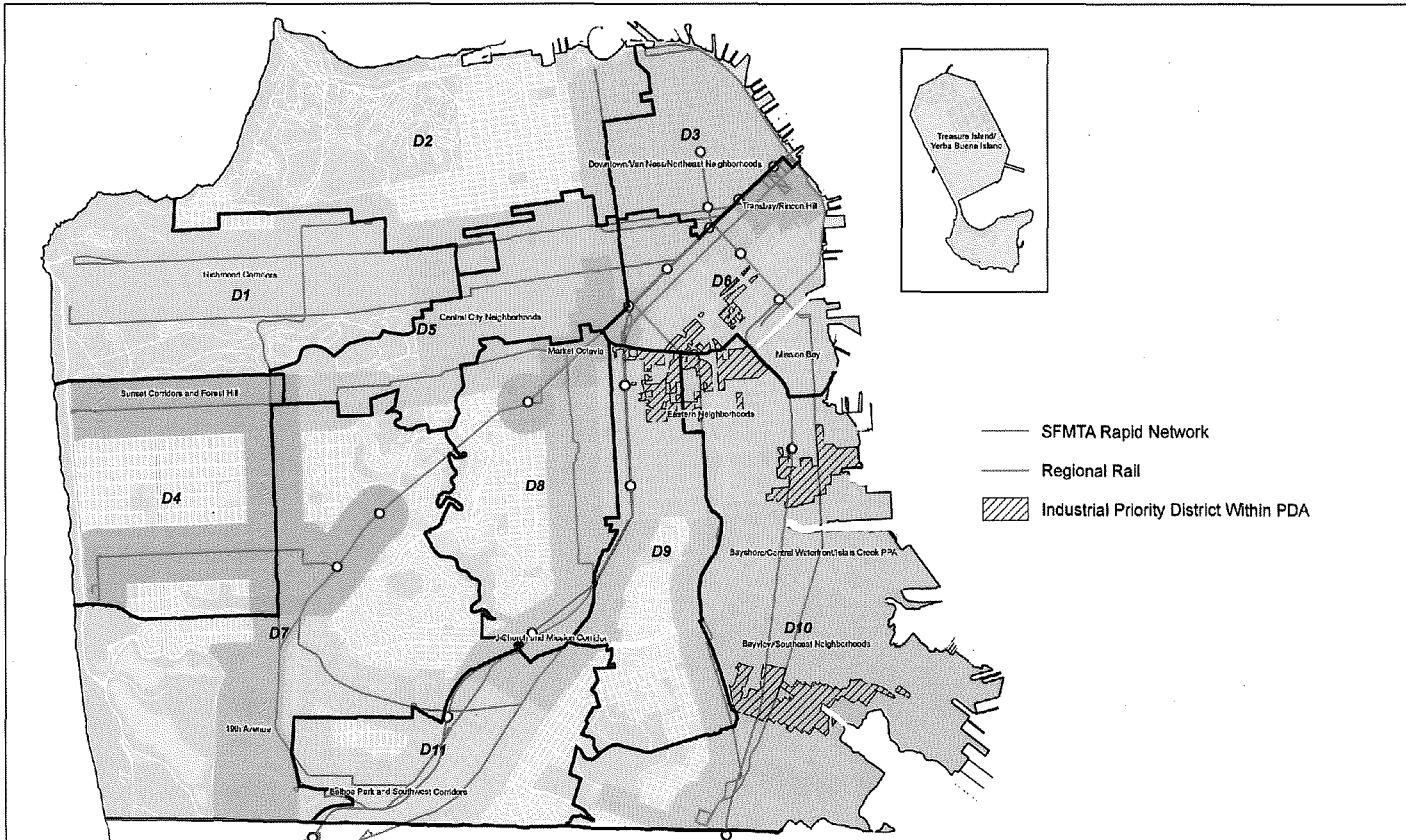 D2
D3
Downtown/Van Ness/Northeast Neighborhoods
Treasure Island/
Yerba Buena Island
Transbay/Rincon Hill
Richmond Corridors
D1
D6
D5
Central City Neighborhoods
Market Octavia
Mission Bay
Sunset Corridors and Forest Hill
Eastern Neighborhoods
SFMTA Rapid Network
Regional Rail
Industrial Priority District Within PDA
D4
D8
D9
Bayshore/Central Waterfront/Islais Creek PPA
D7
J Church and Mission Corridor
D10
Bayview/Southeast Neighborhoods
19th Avenue
D11
Balboa Park and Southwest Corridors